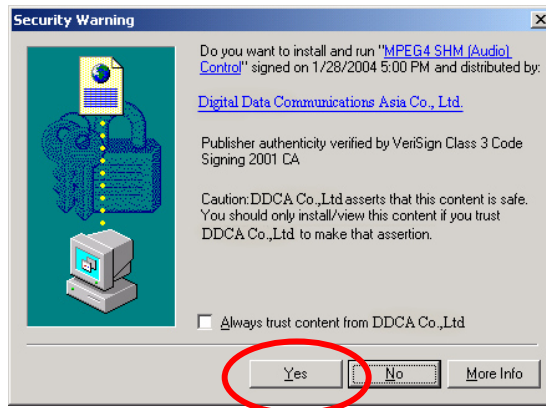 Security Warning
Do you want to install and run "MPEG4 SHM (Audio)
Control" signed on 1/28/2004 5:00 PM and distributed by:
Digital Data Communications Asia Co., Ltd.
Publisher authenticity verified by VeriSign Class 3 Code
Signing 2001 CA
Caution:DDCA Co.,Ltd asserts that this content is safe.
You should only install/view this content if you trust
DDCA Co.,Ltd to make that assertion.
Always trust content from DDCA Co.,Ltd
Yes No More Info